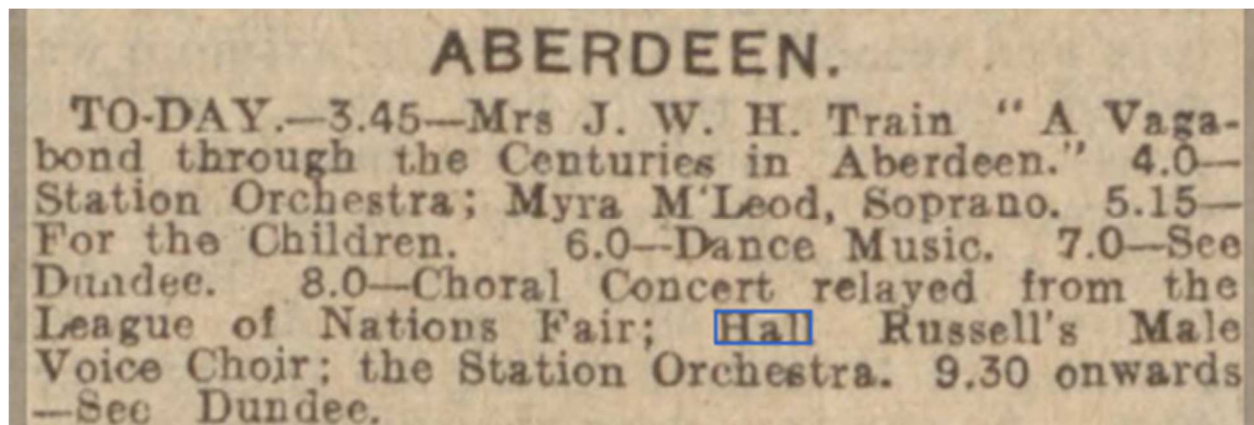 ABERDEEN.
TO-DAY.—3.45—Mrs J. W. H. Train "A Vaga-
bond through the Centuries in Aberdeen." 4.0—
Station Orchestra; Myra M'Leod, Soprano. 5.15—
For the Children. 6.0—Dance Music. 7.0—See
Dundee. 8.0—Choral Concert relayed from the
League of Nations Fair; Hall Russell's Male
Voice Choir; the Station Orchestra. 9.30 onwards
—See Dundee.